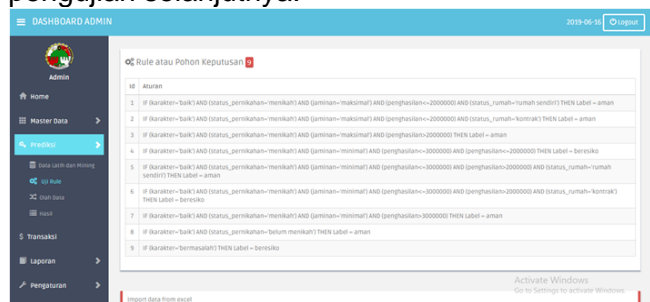 pengujian selanjutnya.
DASHBOARD ADMIN
2019-06-16 Logout
Admin
Home
Master Data
Prediksi
Data Latih dan Mining
Uji Rule
Olah Data
Hasil
Transaksi
Laporan
Pengaturan
Rule atau Pohon Keputusan 9
Id Aturan
1 IF (karakter='baik') AND (status_pernikahan='menikah') AND (jaminan='maksimal') AND (penghasilan<=2000000) AND (status_rumah='rumah sendiri') THEN Label = aman
2 IF (karakter='baik') AND (status_pernikahan='menikah') AND (jaminan='maksimal') AND (penghasilan<=2000000) AND (status_rumah='kontrak') THEN Label = aman
3 IF (karakter='baik') AND (status_pernikahan='menikah') AND (jaminan='maksimal') AND (penghasilan>2000000) THEN Label = aman
4 IF (karakter='baik') AND (status_pernikahan='menikah') AND (jaminan='minimal') AND (penghasilan<=3000000) AND (penghasilan<=2000000) THEN Label = beresiko
5 IF (karakter='baik') AND (status_pernikahan='menikah') AND (jaminan='minimal') AND (penghasilan<=3000000) AND (penghasilan>2000000) AND (status_rumah='rumah
sendiri') THEN Label = aman
6 IF (karakter='baik') AND (status_pernikahan='menikah') AND (jaminan='minimal') AND (penghasilan<=3000000) AND (penghasilan>2000000) AND (status_rumah='kontrak')
THEN Label = beresiko
7 IF (karakter='baik') AND (status_pernikahan='menikah') AND (jaminan='minimal') AND (penghasilan>3000000) THEN Label = aman
8 IF (karakter='baik') AND (status_pernikahan='belum menikah') THEN Label = aman
9 IF (karakter='bermasalah') THEN Label = beresiko
Activate Windows
Go to Settings to activate Windows.
Import data from excel